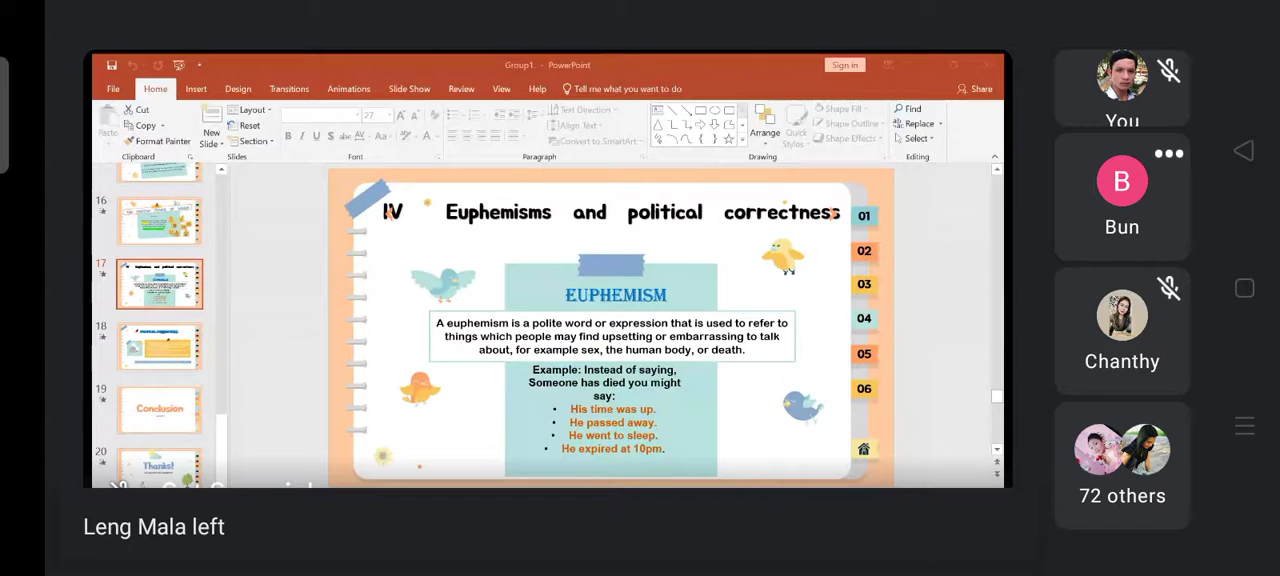 Group1. - PowerPoint
Sign in
File Home Insert Design Transitions Animations Slide Show Review View Help Tell me what you want to do Share
Cut
Copy
Format Painter
Paste
Clipboard
New Slide
Layout
Reset
Section
Slides
27
Font
Text Direction
Align Text
Convert to SmartArt
Paragraph
Arrange
Quick Styles
Shape Fill
Shape Outline
Shape Effects
Drawing
Find
Replace
Select
Editing
16
17
18
19
Conclusion
20
Thanks!
IV Euphemisms and political correctness
EUPHEMISM
A euphemism is a polite word or expression that is used to refer to
things which people may find upsetting or embarrassing to talk
about, for example sex, the human body, or death.
Example: Instead of saying,
Someone has died you might
say:
• His time was up.
• He passed away.
• He went to sleep.
• He expired at 10pm.
01
02
03
04
05
06
You
B
Bun
Chanthy
72 others
Leng Mala left